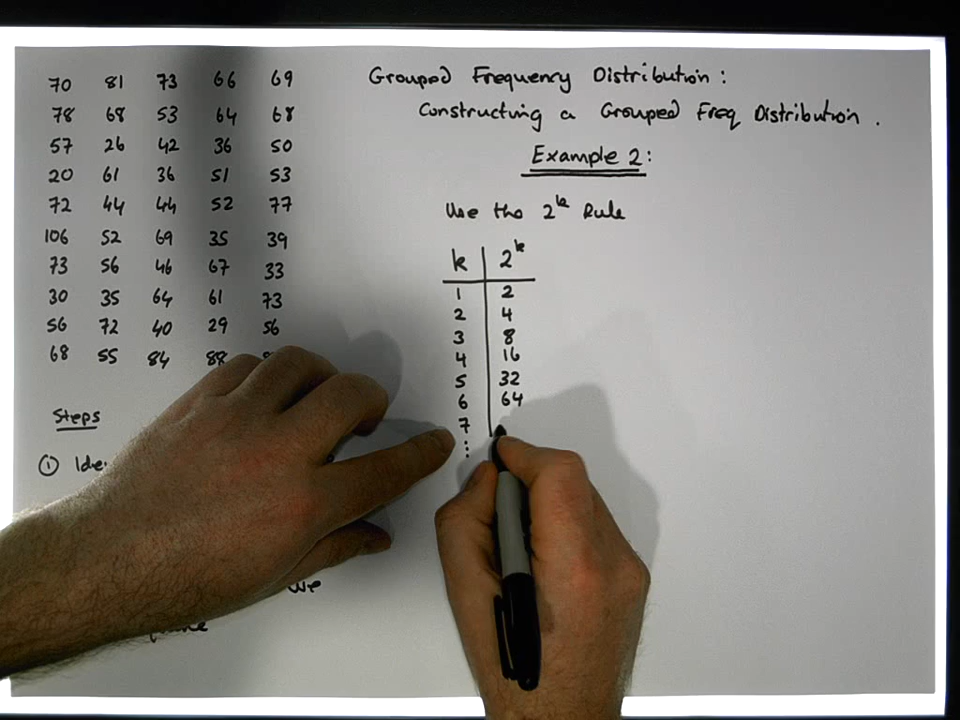 70 81 73 66 69
78 68 53 64 68
57 26 42 36 50
20 61 36 51 53
72 44 44 52 77
106 52 69 35 39
73 56 46 67 33
30 35 64 61 73
56 72 40 29 56
68 55 84 88
Steps
① Ide
we
Grouped Frequency Distribution :
Constructing a Grouped Freq Distribution .
Example 2 :
Use the 2^k Rule
k 2^k
1 2
2 4
3 8
4 16
5 32
6 64
7
⋮